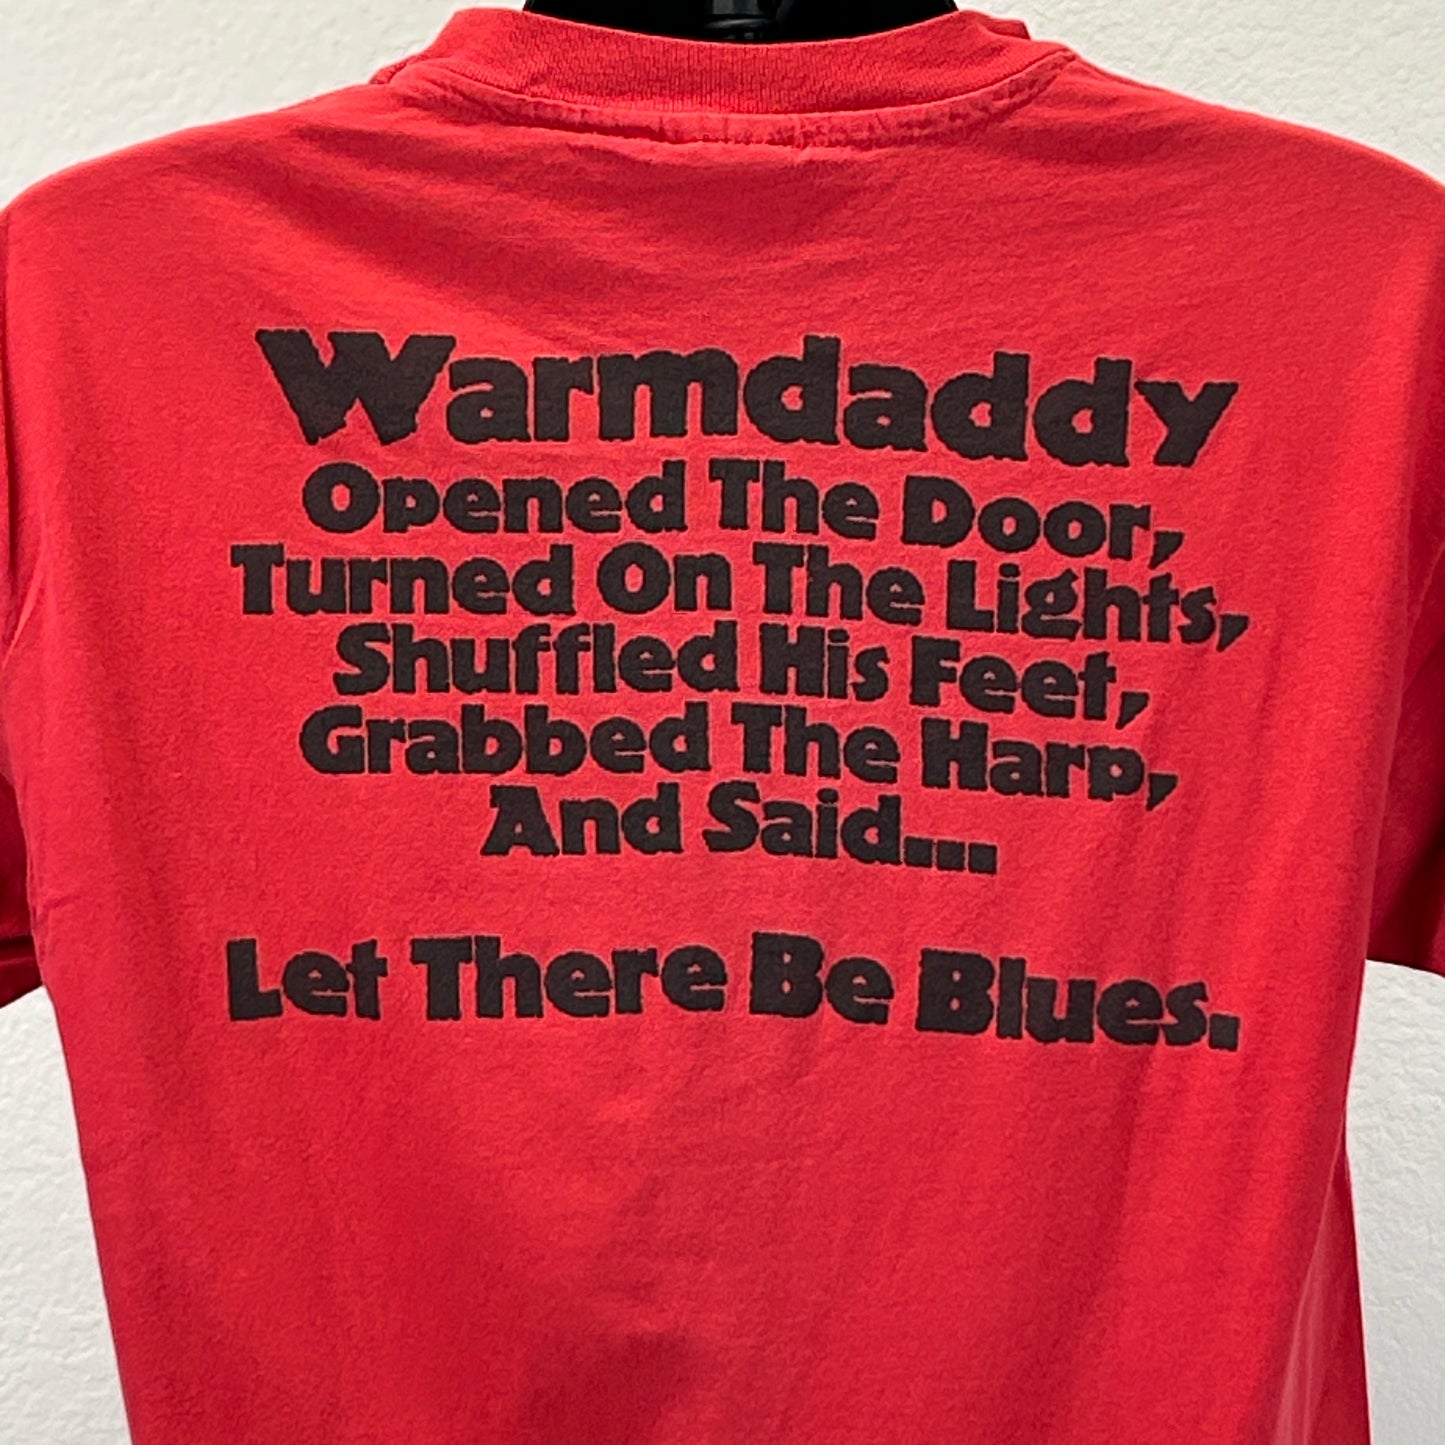 Warmdaddy
Opened The Door,
Turned On The Lights,
Shuffled His Feet,
Grabbed The Harp,
And Said...
Let There Be Blues.